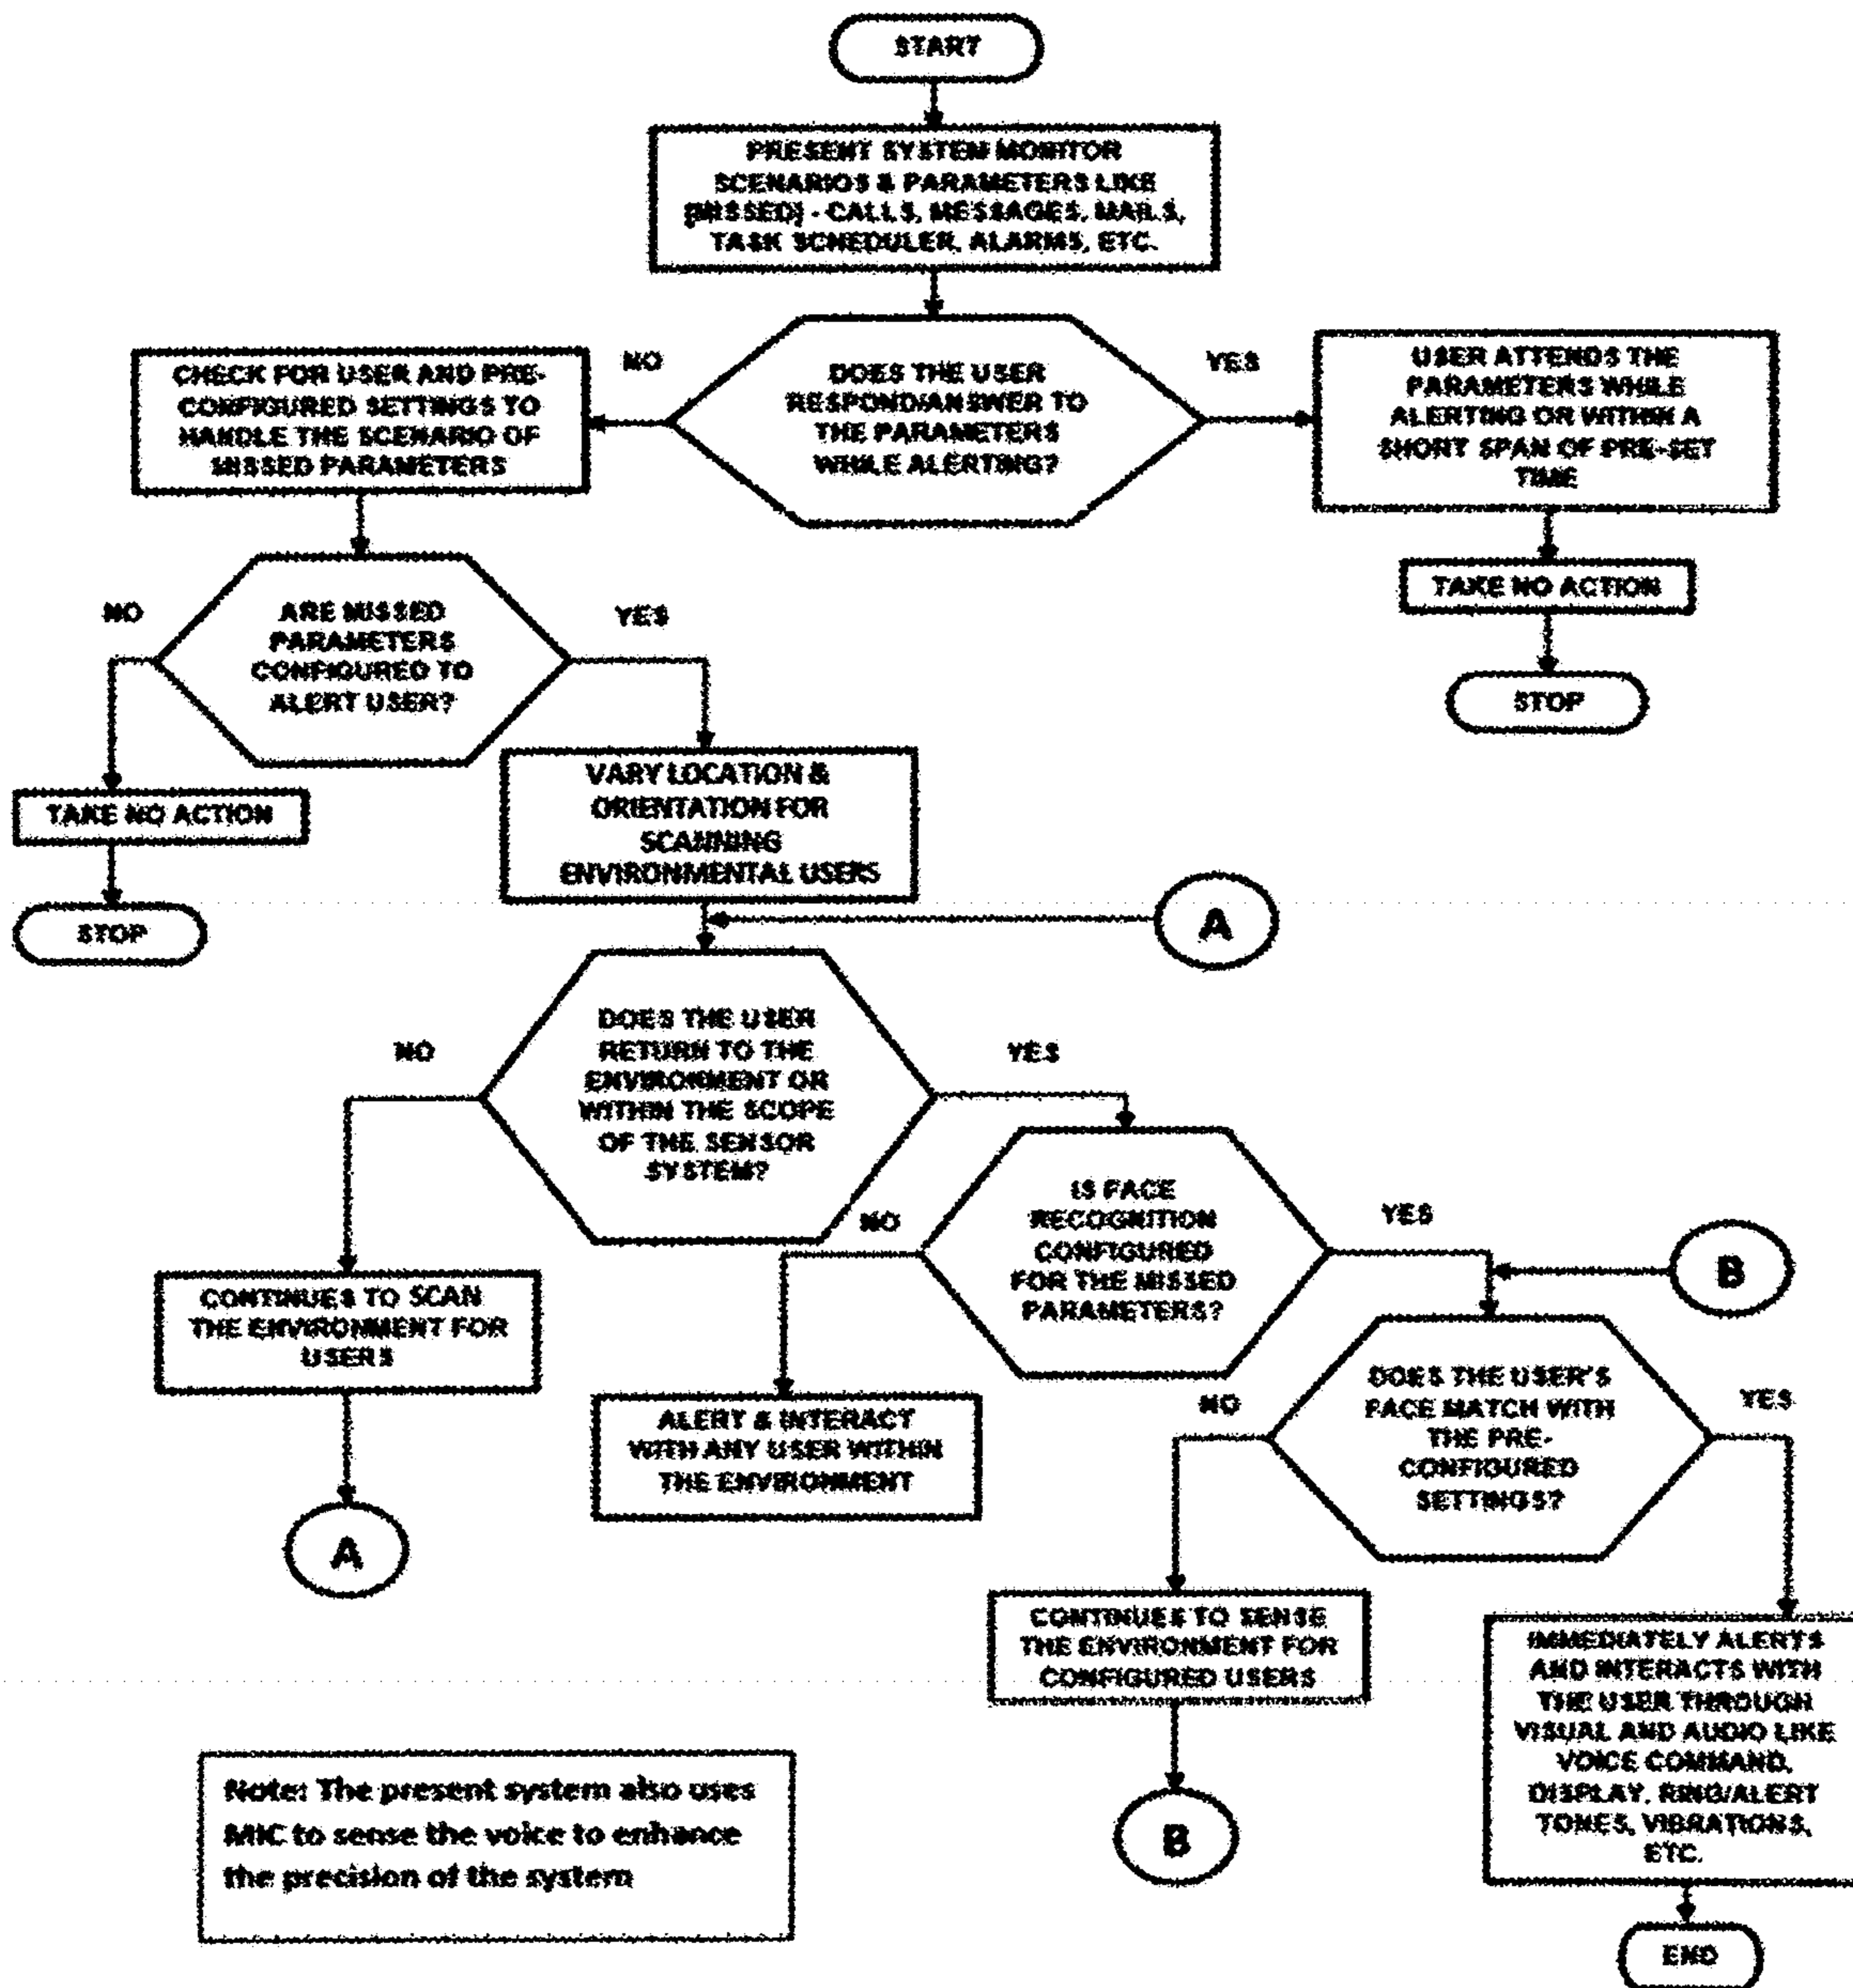 START
PRESENT SYSTEM MONITOR
SCENARIOS & PARAMETERS LIKE
[MISSED] - CALLS, MESSAGES, MAILS,
TASK SCHEDULER, ALARMS, ETC.
DOES THE USER
RESPOND/ANSWER TO
THE PARAMETERS
WHILE ALERTING?
NO
YES
CHECK FOR USER AND PRE-
CONFIGURED SETTINGS TO
HANDLE THE SCENARIO OF
MISSED PARAMETERS
USER ATTENDS THE
PARAMETERS WHILE
ALERTING OR WITHIN A
SHORT SPAN OF PRE-SET
TIME
TAKE NO ACTION
STOP
ARE MISSED
PARAMETERS
CONFIGURED TO
ALERT USER?
NO
YES
TAKE NO ACTION
STOP
VARY LOCATION &
ORIENTATION FOR
SCANNING
ENVIRONMENTAL USERS
A
DOES THE USER
RETURN TO THE
ENVIRONMENT OR
WITHIN THE SCOPE
OF THE SENSOR
SYSTEM?
NO
YES
CONTINUES TO SCAN
THE ENVIRONMENT FOR
USERS
A
IS FACE
RECOGNITION
CONFIGURED
FOR THE MISSED
PARAMETERS?
NO
YES
ALERT & INTERACT
WITH ANY USER WITHIN
THE ENVIRONMENT
B
DOES THE USER'S
FACE MATCH WITH
THE PRE-
CONFIGURED
SETTINGS?
NO
YES
CONTINUES TO SENSE
THE ENVIRONMENT FOR
CONFIGURED USERS
B
IMMEDIATELY ALERTS
AND INTERACTS WITH
THE USER THROUGH
VISUAL AND AUDIO LIKE
VOICE COMMAND,
DISPLAY, RING/ALERT
TONES, VIBRATIONS,
ETC.
END
Note: The present system also uses
MIC to sense the voice to enhance
the precision of the system